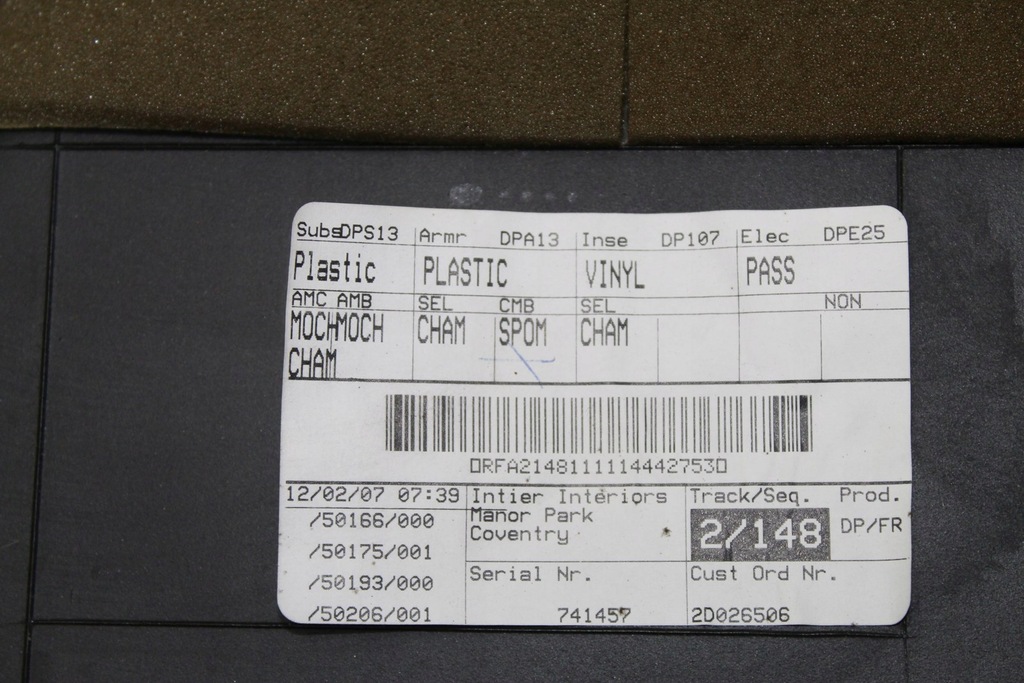 SubsDPS13 Armr DPA13 Inse DP107 Elec DPE25
Plastic PLASTIC VINYL PASS
AMC AMB SEL CMB SEL NON
MOCHMOCH CHAM SPOM CHAM
CHAM
RFA2148111114442753
12/02/07 07:39
/50166/000
/50175/001
/50193/000
/50206/001
Intier Interiors
Manor Park
Coventry
Serial Nr.
741457
Track/Seq.
2/148
Prod.
DP/FR
Cust Ord Nr.
2D026506